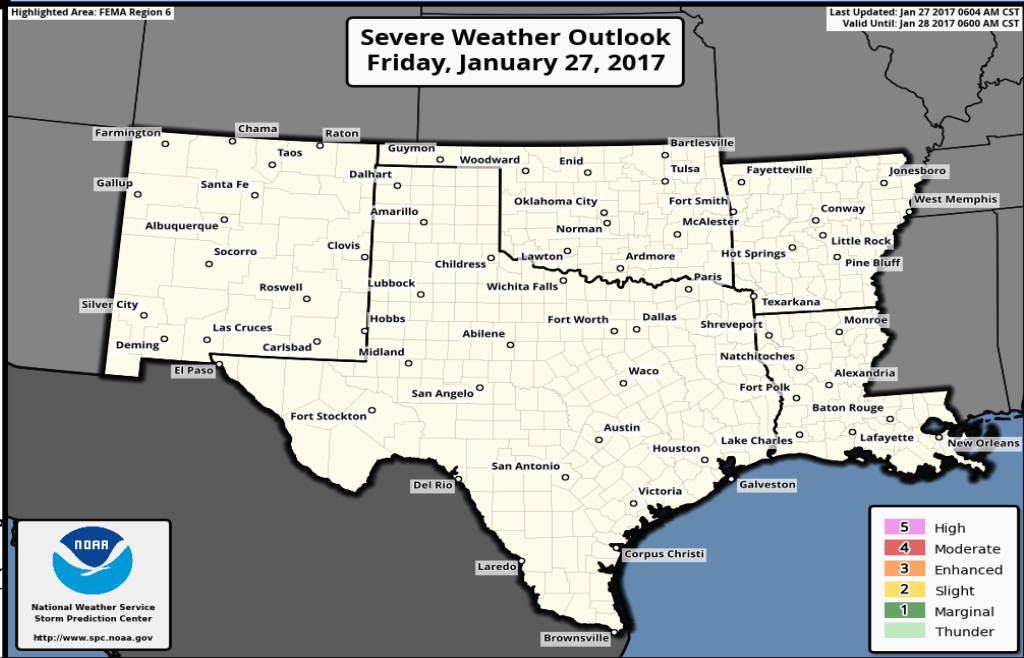 Highlighted Area: FEMA Region 6
Last Updated: Jan 27 2017 0604 AM CST
Valid Until: Jan 28 2017 0600 AM CST
Severe Weather Outlook
Friday, January 27, 2017
Farmington
Chama
Raton
Guymon
Bartlesville
Taos
Woodward
Enid
Tulsa
Fayetteville
Jonesboro
Gallup
Santa Fe
Dalhart
Oklahoma City
Fort Smith
West Memphis
Albuquerque
Amarillo
Norman
McAlester
Conway
Socorro
Clovis
Childress
Lawton
Ardmore
Hot Springs
Little Rock
Pine Bluff
Roswell
Lubbock
Wichita Falls
Paris
Texarkana
Silver City
Las Cruces
Hobbs
Abilene
Fort Worth
Dallas
Shreveport
Monroe
Deming
Carlsbad
Midland
Natchitoches
El Paso
San Angelo
Waco
Fort Polk
Alexandria
Fort Stockton
Austin
Baton Rouge
Houston
Lake Charles
Lafayette
New Orleans
Del Rio
San Antonio
Galveston
Victoria
Laredo
Corpus Christi
Brownsville
NOAA
National Weather Service
Storm Prediction Center
http://www.spc.noaa.gov
5 High
4 Moderate
3 Enhanced
2 Slight
1 Marginal
Thunder